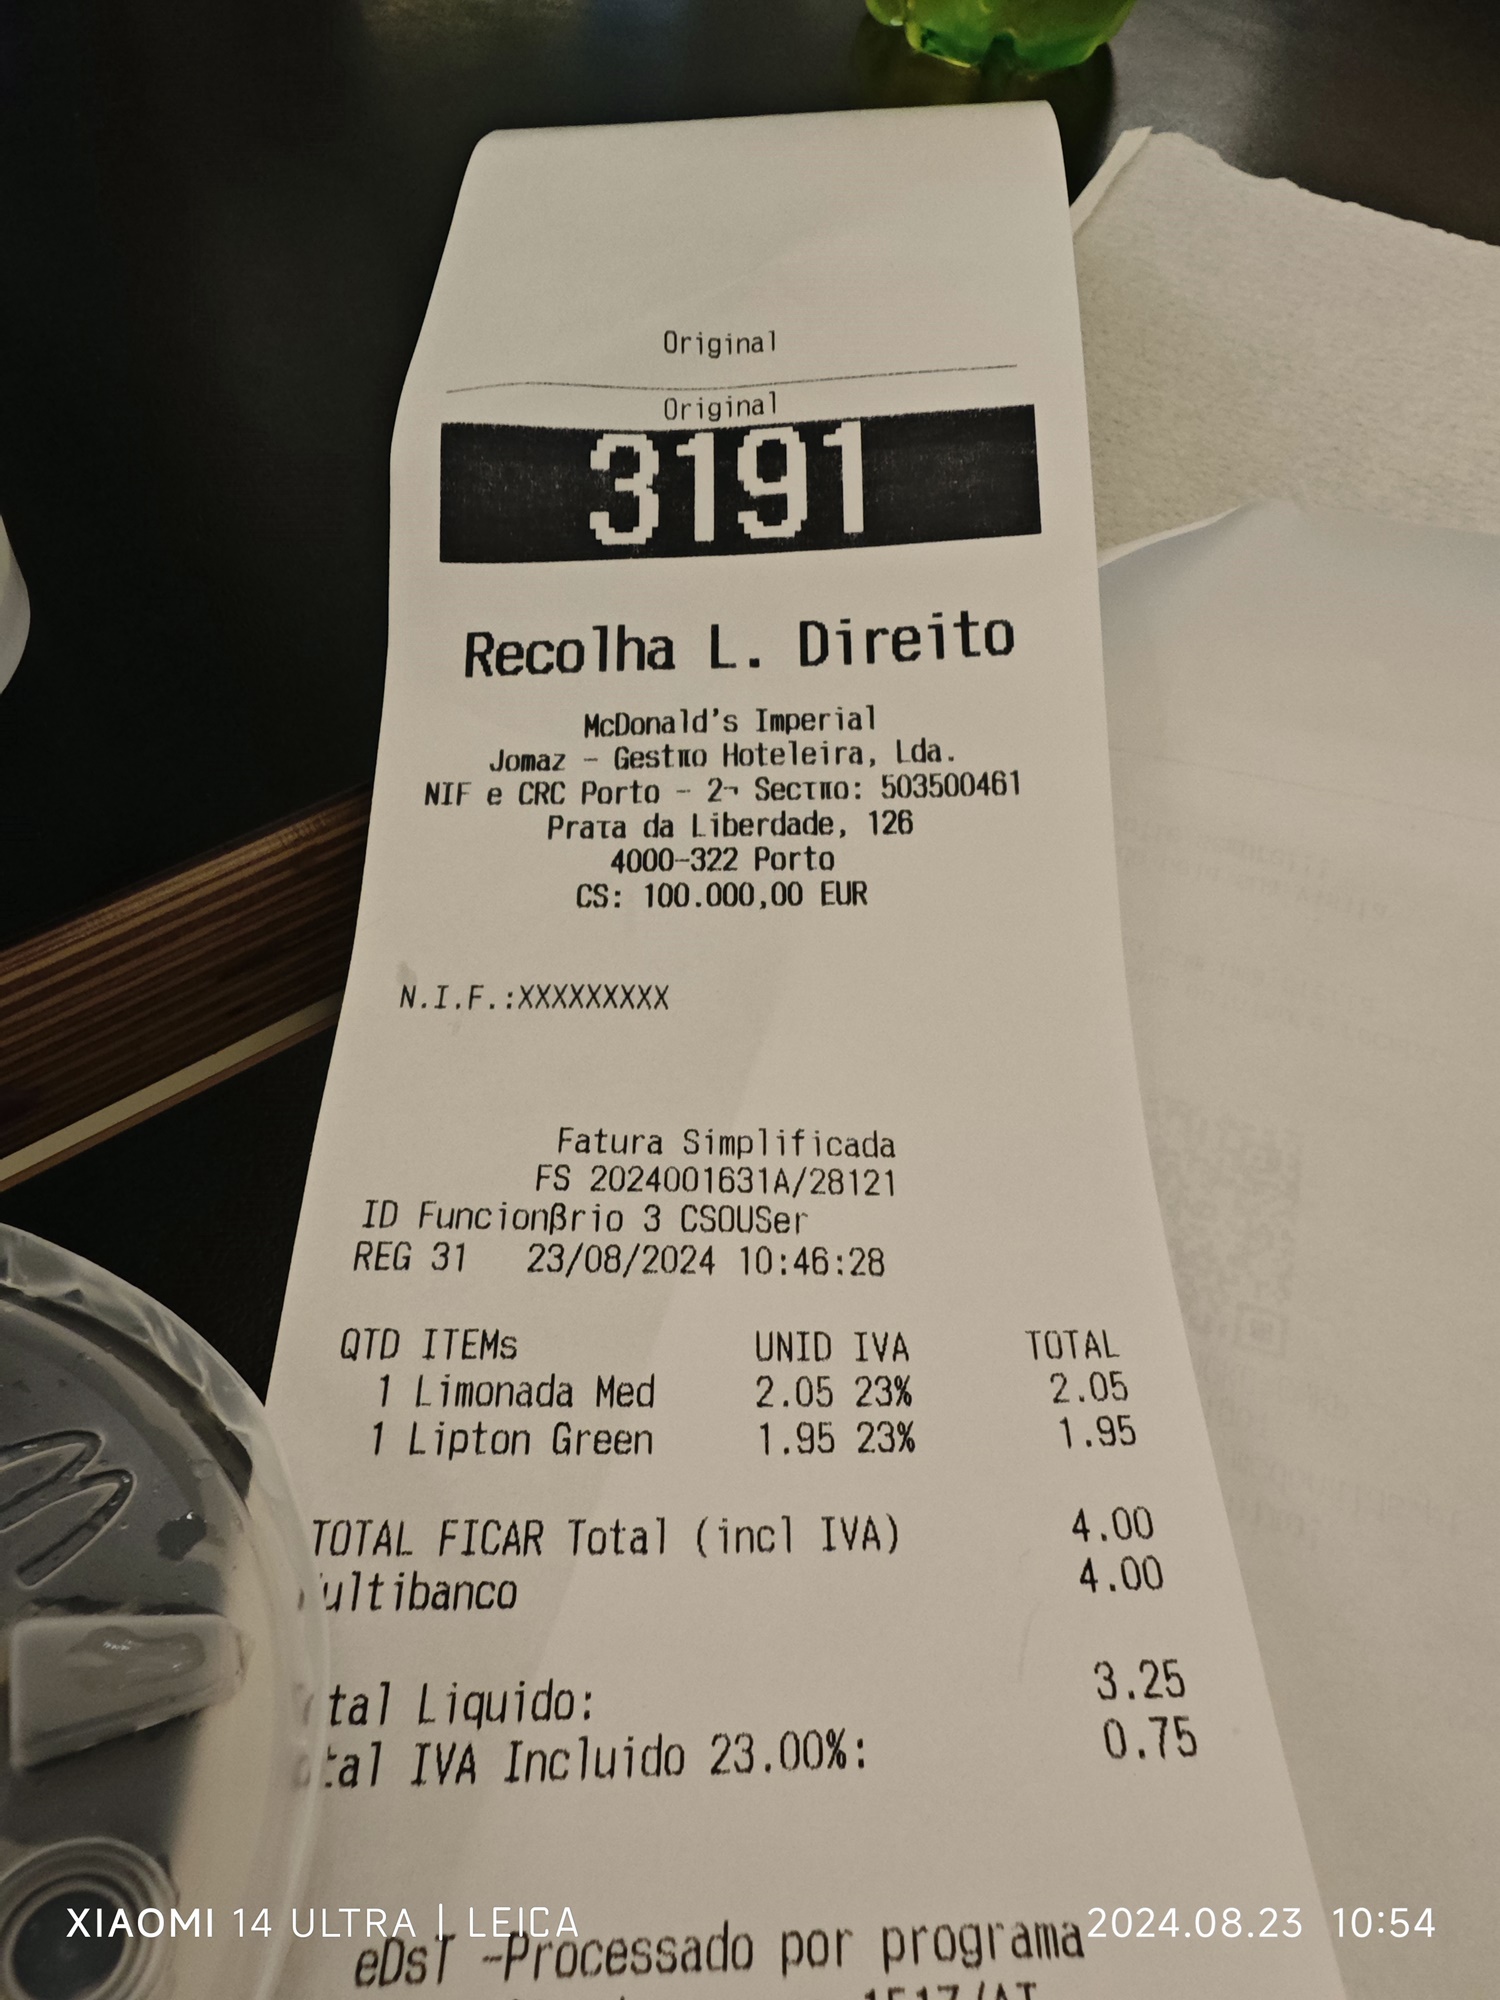 Original
Original
3191
Recolha L. Direito
McDonald's Imperial
Jomaz - Gestпo Hoteleira, Lda.
NIF e CRC Porto - 2¬ Secтпo: 503500461
Praтa da Liberdade, 126
4000-322 Porto
CS: 100.000,00 EUR
N.I.F.:XXXXXXXXX
Fatura Simplificada
FS 2024001631A/28121
ID Funcionβrio 3 CSOUSer
REG 31 23/08/2024 10:46:28
QTD ITEMs UNID IVA TOTAL
1 Limonada Med 2.05 23% 2.05
1 Lipton Green 1.95 23% 1.95
TOTAL FICAR Total (incl IVA) 4.00
ultibanco 4.00
tal Liquido: 3.25
tal IVA Incluido 23.00%: 0.75
eDsT -Processado por programa
XIAOMI 14 ULTRA | LEICA 2024.08.23 10:54